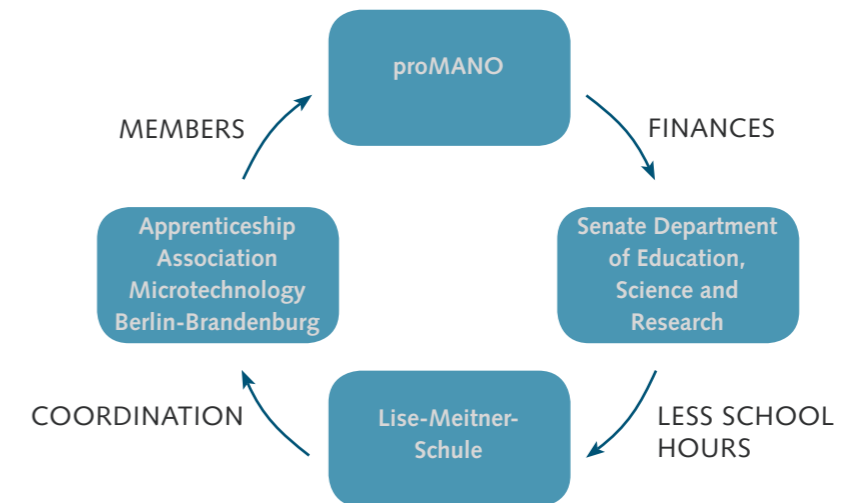 proMANO
MEMBERS
FINANCES
Apprenticeship
Association
Microtechnology
Berlin-Brandenburg
Senate Department
of Education,
Science and
Research
COORDINATION
Lise-Meitner-
Schule
LESS SCHOOL
HOURS